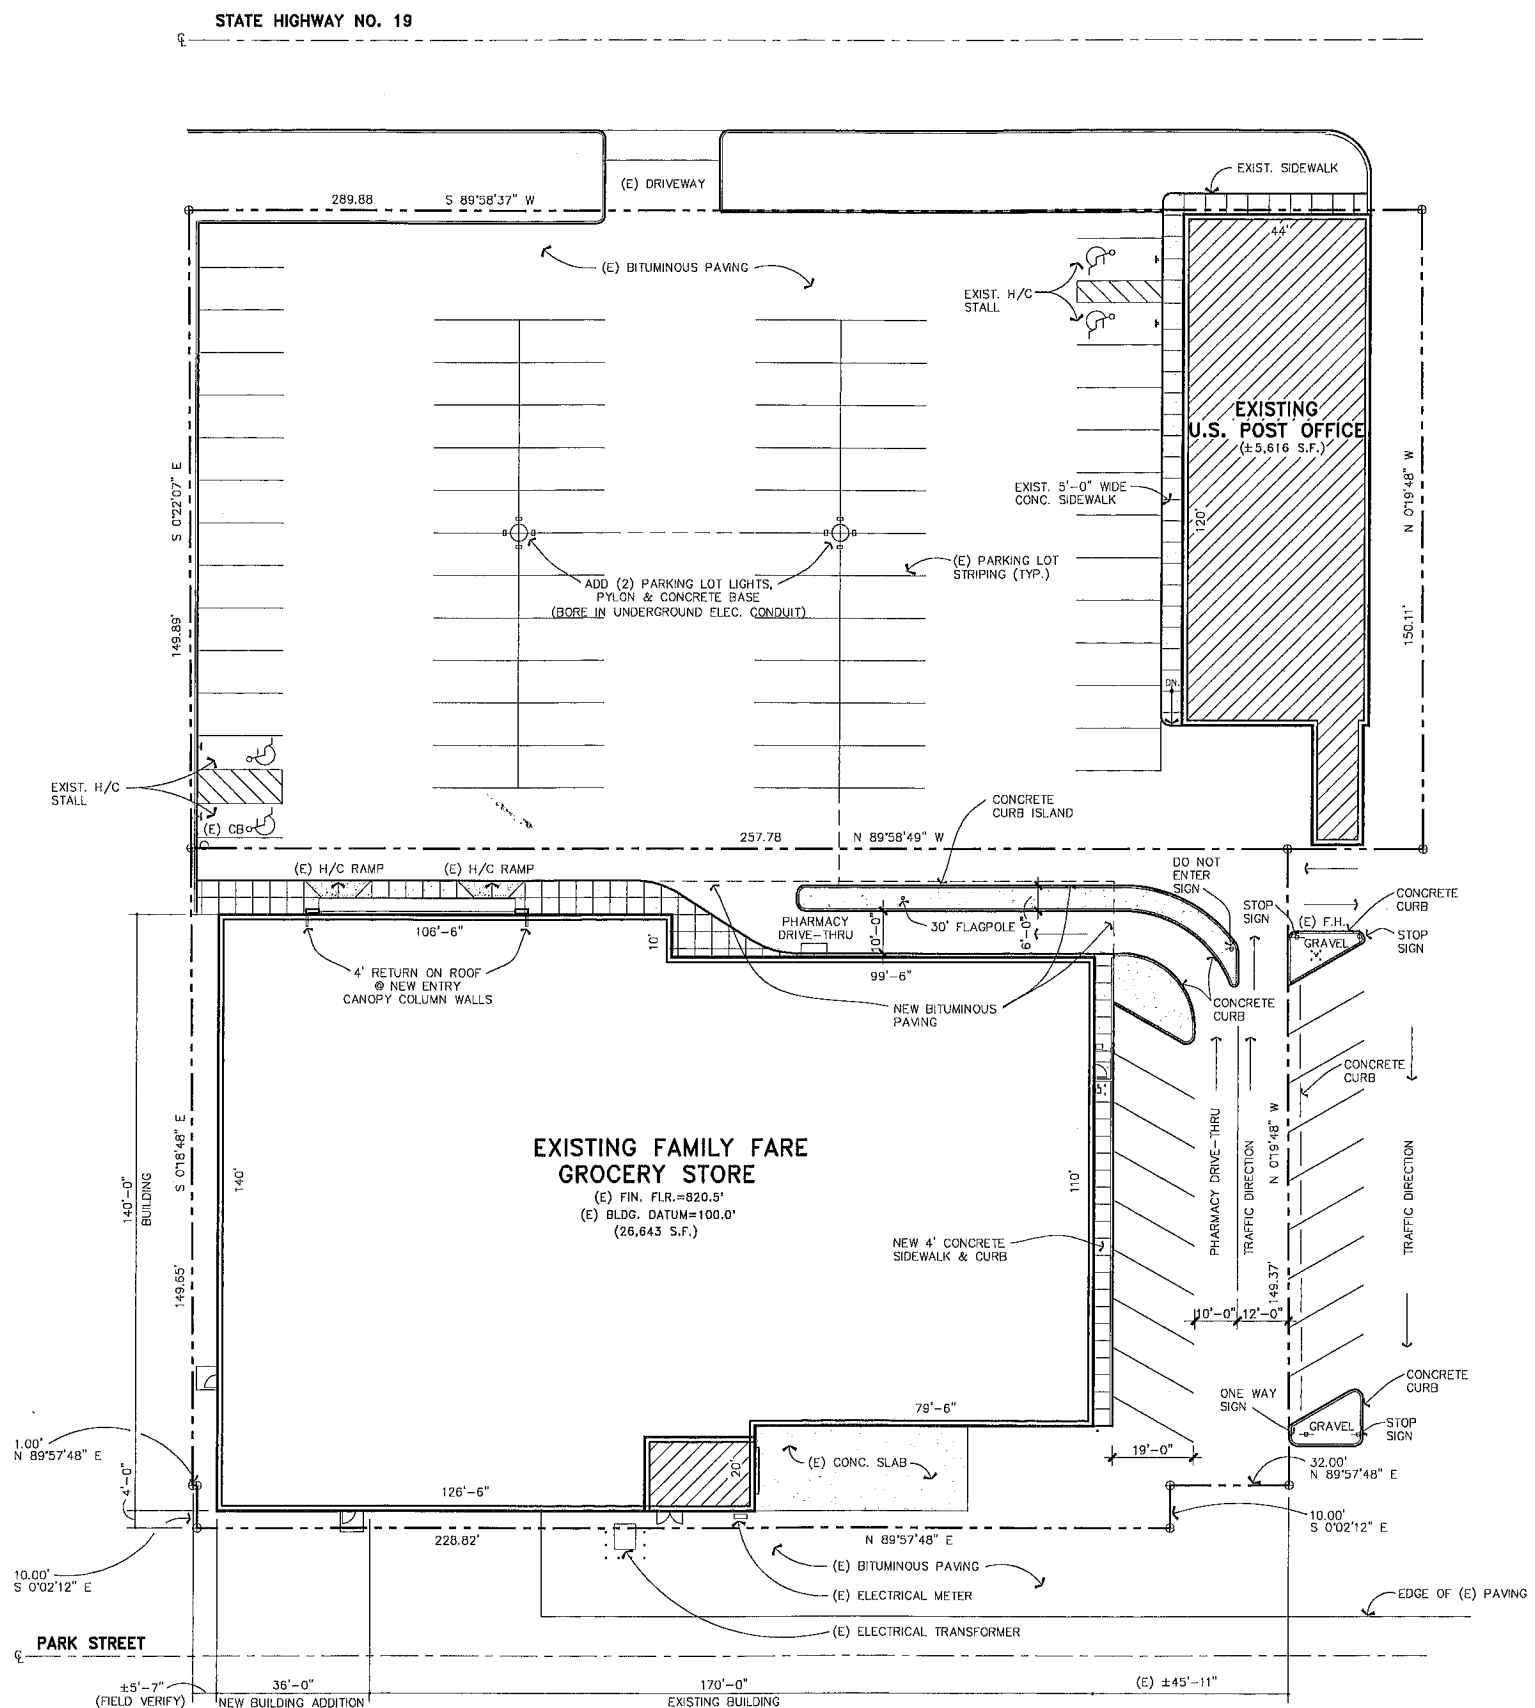 STATE HIGHWAY NO. 19
EXIST. SIDEWALK
(E) DRIVEWAY
289.88
S 89°58'37" W
44'
(E) BITUMINOUS PAVING
EXIST. H/C
STALL
EXISTING
U.S. POST OFFICE
(±5,616 S.F.)
S 0°22'07" E
149.89'
N 0°19'48" W
150.11'
EXIST. 5'-0" WIDE
CONC. SIDEWALK
120'
(E) PARKING LOT
STRIPING (TYP.)
ADD (2) PARKING LOT LIGHTS,
PYLON & CONCRETE BASE
(BORE IN UNDERGROUND ELEC. CONDUIT)
DN.
EXIST. H/C
STALL
(E) CB
CONCRETE
CURB ISLAND
257.78
N 89°58'49" W
(E) H/C RAMP
(E) H/C RAMP
DO NOT
ENTER
SIGN
CONCRETE
CURB
STOP
SIGN
(E) F.H.
GRAVEL
STOP
SIGN
106'-6"
10'
PHARMACY
DRIVE-THRU
10'-0"
30' FLAGPOLE
6'-0"
4' RETURN ON ROOF
@ NEW ENTRY
CANOPY COLUMN WALLS
99'-6"
NEW BITUMINOUS
PAVING
CONCRETE
CURB
CONCRETE
CURB
5'
EXISTING FAMILY FARE
GROCERY STORE
(E) FIN. FLR.=820.5'
(E) BLDG. DATUM=100.0'
(26,643 S.F.)
140'-0"
BUILDING
S 0°18'48" E
149.65'
140'
110'
PHARMACY DRIVE-THRU
TRAFFIC DIRECTION
N 0°19'48" W
149.37'
TRAFFIC DIRECTION
NEW 4' CONCRETE
SIDEWALK & CURB
10'-0"
12'-0"
CONCRETE
CURB
ONE WAY
SIGN
GRAVEL
STOP
SIGN
79'-6"
1.00'
N 89°57'48" E
4'-0"
20'
(E) CONC. SLAB
19'-0"
32.00'
N 89°57'48" E
126'-6"
10.00'
S 0°02'12" E
228.82'
N 89°57'48" E
10.00'
S 0°02'12" E
(E) BITUMINOUS PAVING
(E) ELECTRICAL METER
EDGE OF (E) PAVING
(E) ELECTRICAL TRANSFORMER
PARK STREET
±5'-7"
(FIELD VERIFY)
36'-0"
NEW BUILDING ADDITION
170'-0"
EXISTING BUILDING
(E) ±45'-11"